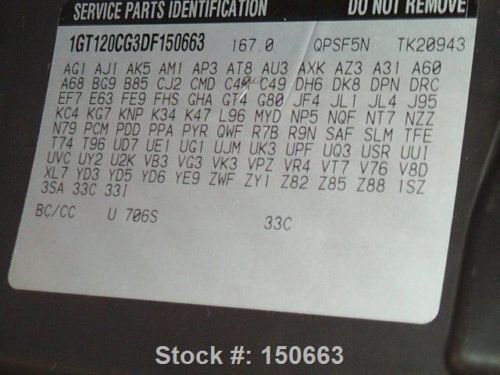 SERVICE PARTS IDENTIFICATION DO NOT REMOVE
1GT120CG3DF150663 167.0 QPSF5N TK20943
AG1 AJ1 AK5 AM1 AP3 AT8 AU3 AXK AZ3 A31 A60
A68 BG9 B85 CJ2 CMD C4M C49 DH6 DK8 DPN DRC
EF7 E63 FE9 FHS GHA GT4 G80 JF4 JL1 JL4 J95
KC4 KG7 KNP K34 K47 L96 MYD NP5 NQF NT7 NZZ
N79 PCM PDD PPA PYR QWF R7B R9N SAF SLM TFE
T74 T96 UD7 UE1 UG1 UJM UK3 UPF UQ3 USR UUI
UVC UY2 U2K VB3 VG3 VK3 VPZ VR4 VT7 V76 V8D
XL7 YD3 YD5 YD6 YE9 ZWF ZY1 Z82 Z85 Z88 1SZ
3SA 33C 33I
BC/CC U 706S 33C
Stock #: 150663